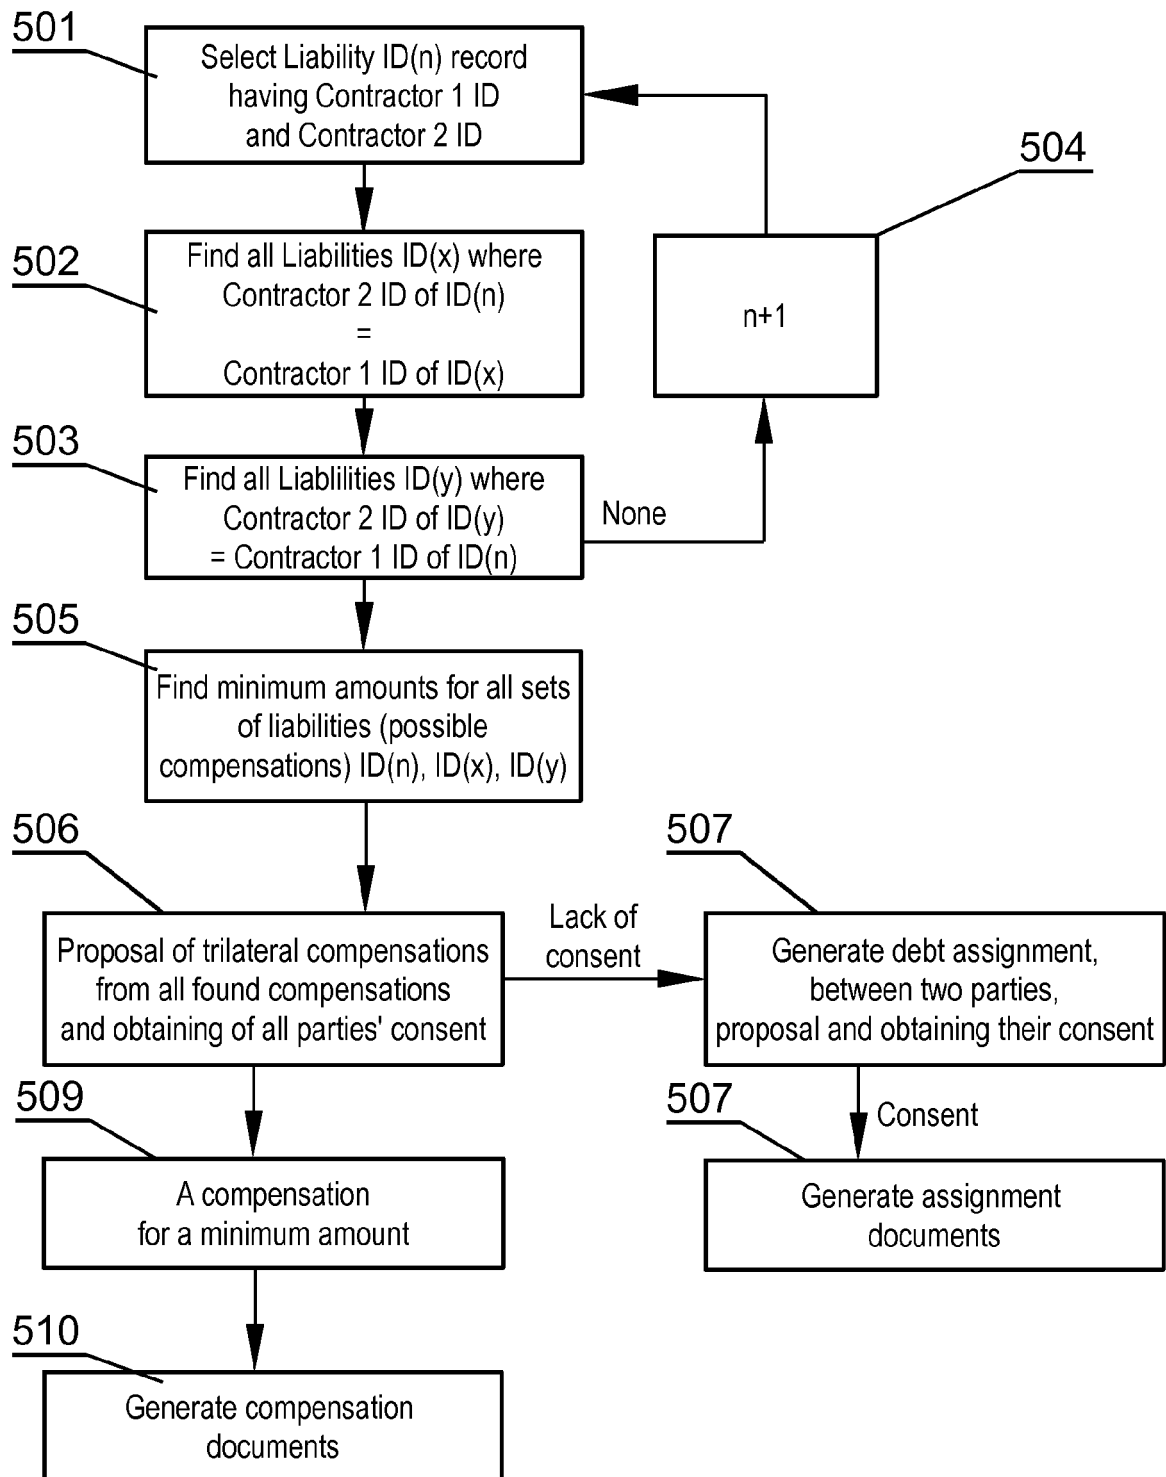 501
Select Liability ID(n) record
having Contractor 1 ID
and Contractor 2 ID
504
502
Find all Liabilities ID(x) where
Contractor 2 ID of ID(n)
=
Contractor 1 ID of ID(x)
n+1
503
Find all Liablilities ID(y) where
Contractor 2 ID of ID(y)
= Contractor 1 ID of ID(n)
None
505
Find minimum amounts for all sets
of liabilities (possible
compensations) ID(n), ID(x), ID(y)
506
Proposal of trilateral compensations
from all found compensations
and obtaining of all parties' consent
Lack of
consent
507
Generate debt assignment,
between two parties,
proposal and obtaining their consent
509
A compensation
for a minimum amount
Consent
507
Generate assignment
documents
510
Generate compensation
documents